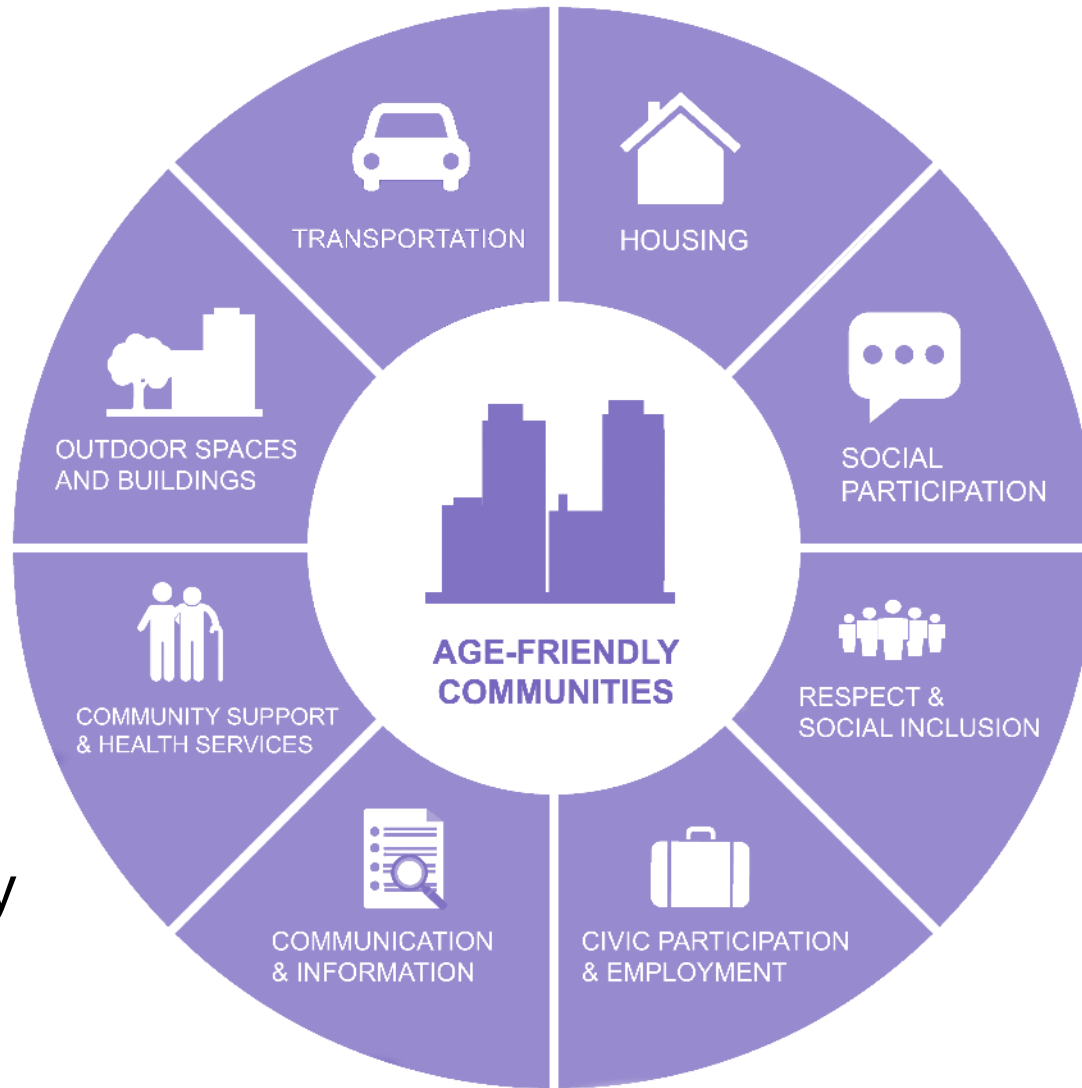 TRANSPORTATION
HOUSING
OUTDOOR SPACES
AND BUILDINGS
SOCIAL
PARTICIPATION
AGE-FRIENDLY
COMMUNITIES
COMMUNITY SUPPORT
& HEALTH SERVICES
RESPECT &
SOCIAL INCLUSION
COMMUNICATION
& INFORMATION
CIVIC PARTICIPATION
& EMPLOYMENT
y